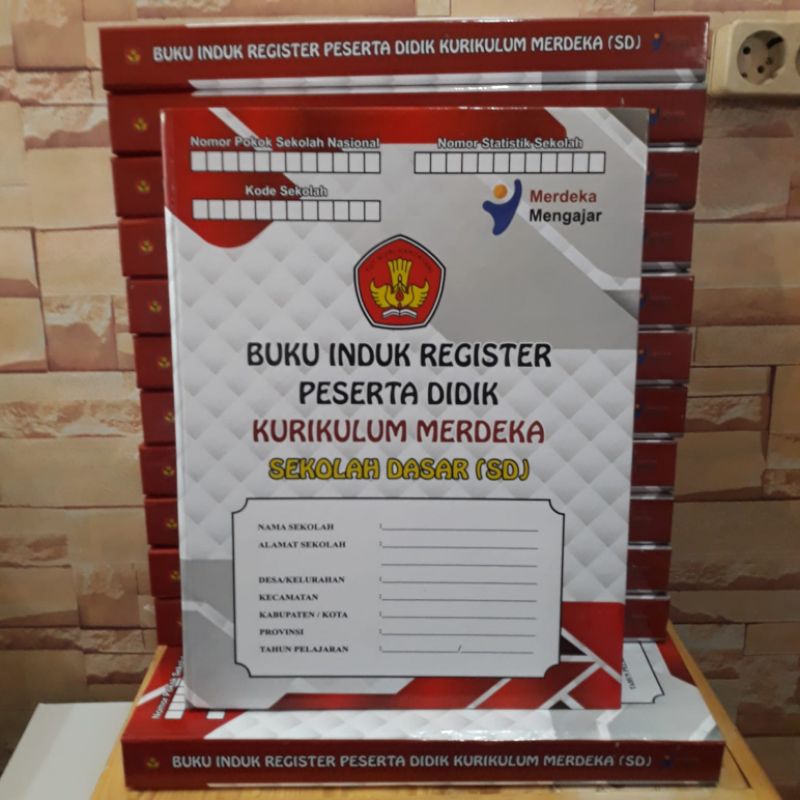 BUKU INDUK REGISTER PESERTA DIDIK KURIKULUM MERDEKA (SD)
Nomor Pokok Sekolah Nasional
Nomor Statistik Sekolah
Kode Sekolah
Merdeka
Mengajar
BUKU INDUK REGISTER
PESERTA DIDIK
KURIKULUM MERDEKA
SEKOLAH DASAR (SD)
NAMA SEKOLAH :
ALAMAT SEKOLAH :
DESA/KELURAHAN :
KECAMATAN :
KABUPATEN / KOTA :
PROVINSI :
TAHUN PELAJARAN : /
Nomor Pokok
BUKU INDUK REGISTER PESERTA DIDIK KURIKULUM MERDEKA (SD)